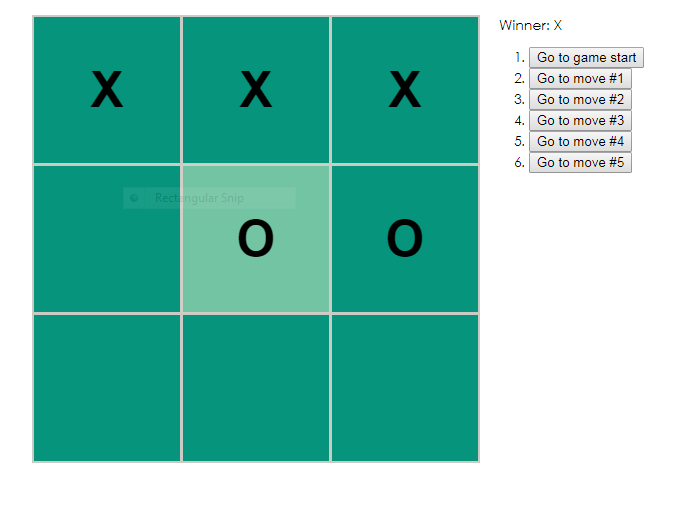 Winner: X
X X X
1. Go to game start
2. Go to move #1
3. Go to move #2
4. Go to move #3
5. Go to move #4
6. Go to move #5
Rectangular Snip
O O